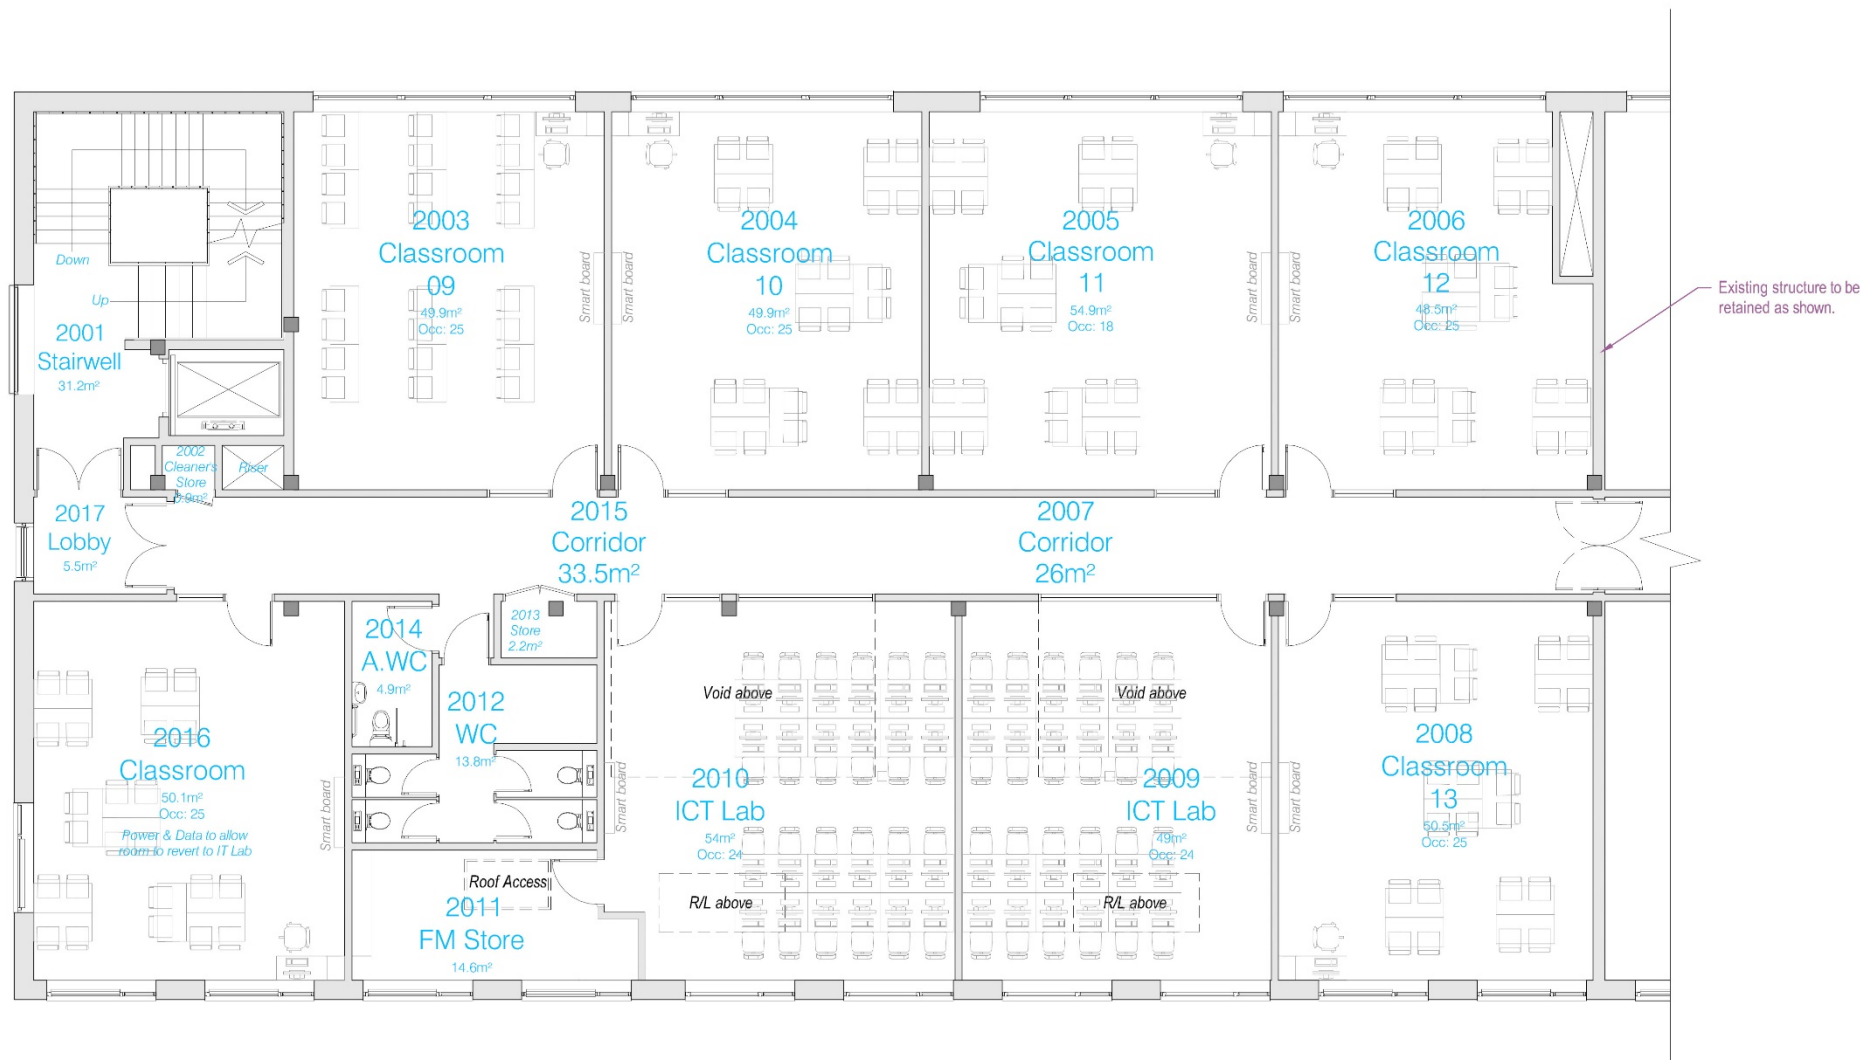 2003
Classroom
09
49.9m²
Occ: 25
Smart board
Smart board
2004
Classroom
10
49.9m²
Occ: 25
2005
Classroom
11
54.9m²
Occ: 18
Smart board
Smart board
2006
Classroom
12
48.5m²
Occ: 25
Existing structure to be
retained as shown.
Down
Up
2001
Stairwell
31.2m²
2002
Cleaner's
Store
Riser
2017
Lobby
5.5m²
2015
Corridor
33.5m²
2007
Corridor
26m²
2013
Store
2.2m²
2014
A.WC
4.9m²
2012
WC
13.8m²
2016
Classroom
50.1m²
Occ: 25
Power & Data to allow
room to revert to IT Lab
Smart board
Roof Access
2011
FM Store
14.6m²
Smart board
Void above
2010
ICT Lab
54m²
Occ: 24
R/L above
Void above
2009
ICT Lab
49m²
Occ: 24
R/L above
Smart board
Smart board
2008
Classroom
13
50.5m²
Occ: 25